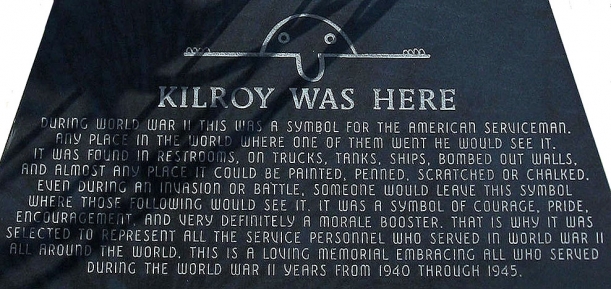 KILROY WAS HERE
DURING WORLD WAR II THIS WAS A SYMBOL FOR THE AMERICAN SERVICEMAN.
ANY PLACE IN THE WORLD WHERE ONE OF THEM WENT HE WOULD SEE IT.
IT WAS FOUND IN RESTROOMS, ON TRUCKS, TANKS, SHIPS, BOMBED OUT WALLS,
AND ALMOST ANY PLACE IT COULD BE PAINTED, PENNED, SCRATCHED OR CHALKED.
EVEN DURING AN INVASION OR BATTLE, SOMEONE WOULD LEAVE THIS SYMBOL
WHERE THOSE FOLLOWING WOULD SEE IT. IT WAS A SYMBOL OF COURAGE, PRIDE,
ENCOURAGEMENT, AND VERY DEFINITELY A MORALE BOOSTER. THAT IS WHY IT WAS
SELECTED TO REPRESENT ALL THE SERVICE PERSONNEL WHO SERVED IN WORLD WAR II
ALL AROUND THE WORLD. THIS IS A LOVING MEMORIAL EMBRACING ALL WHO SERVED
DURING THE WORLD WAR II YEARS FROM 1940 THROUGH 1945.